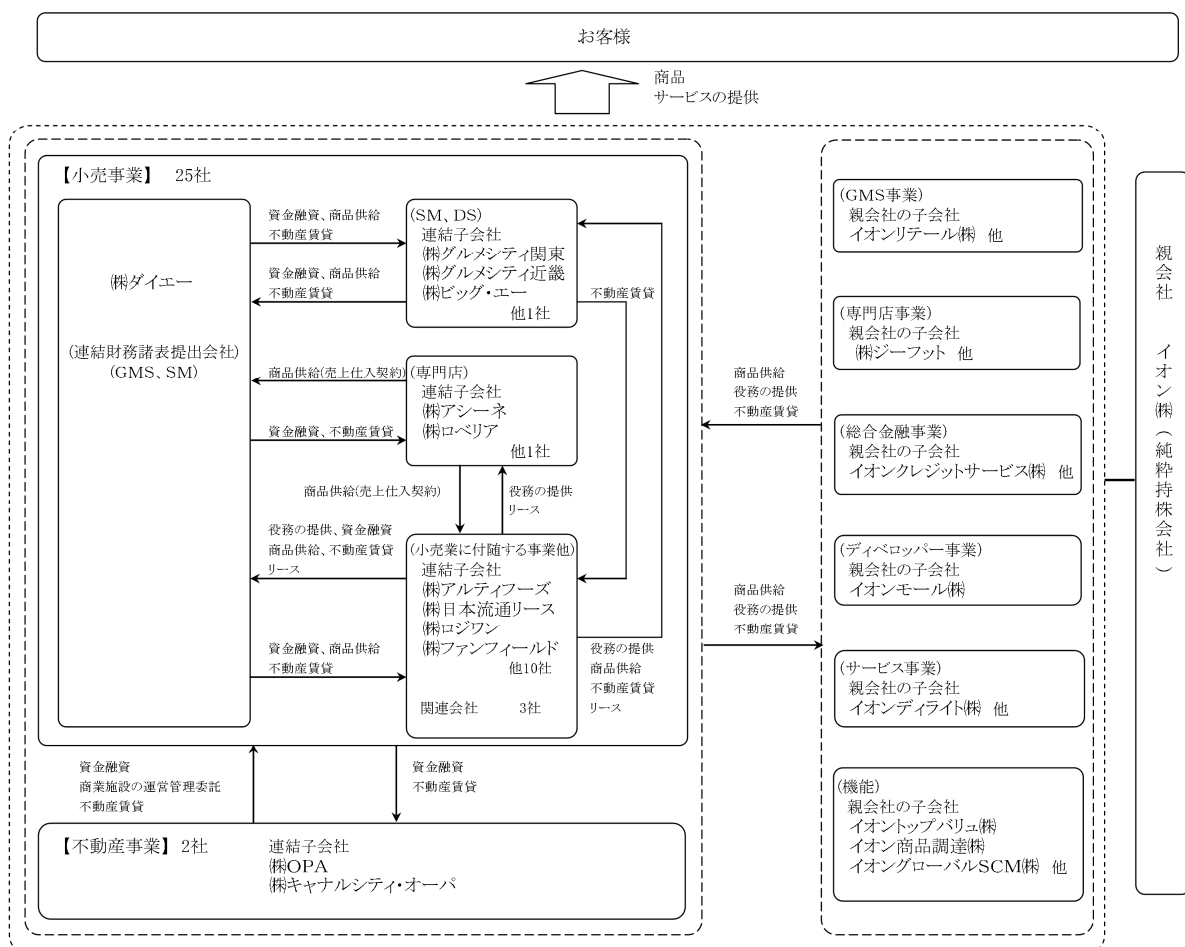 お客様
商品
サービスの提供
【小売事業】 25社
㈱ダイエー
(連結財務諸表提出会社)
(GMS、SM)
資金融資、商品供給
不動産賃貸
資金融資、商品供給
不動産賃貸
(SM、DS)
連結子会社
㈱グルメシティ関東
㈱グルメシティ近畿
㈱ビッグ・エー
他1社
不動産賃貸
商品供給(売上仕入契約)
資金融資、不動産賃貸
(専門店)
連結子会社
㈱アシーネ
㈱ロベリア
他1社
商品供給(売上仕入契約)
役務の提供
リース
役務の提供、資金融資
商品供給、不動産賃貸
リース
資金融資、商品供給
不動産賃貸
(小売業に付随する事業他)
連結子会社
㈱アルティフーズ
㈱日本流通リース
㈱ロジワン
㈱ファンフィールド
他10社
関連会社 3社
役務の提供
商品供給
不動産賃貸
リース
資金融資
商業施設の運営管理委託
不動産賃貸
資金融資
不動産賃貸
【不動産事業】 2社
連結子会社
㈱OPA
㈱キャナルシティ・オーパ
商品供給
役務の提供
不動産賃貸
商品供給
役務の提供
不動産賃貸
(GMS事業)
親会社の子会社
イオンリテール㈱ 他
(専門店事業)
親会社の子会社
㈱ジーフット 他
(総合金融事業)
親会社の子会社
イオンクレジットサービス㈱ 他
(ディベロッパー事業)
親会社の子会社
イオンモール㈱
(サービス事業)
親会社の子会社
イオンディライト㈱ 他
(機能)
親会社の子会社
イオントップバリュ㈱
イオン商品調達㈱
イオングローバルSCM㈱ 他
親会社 イオン㈱(純粋持株会社)